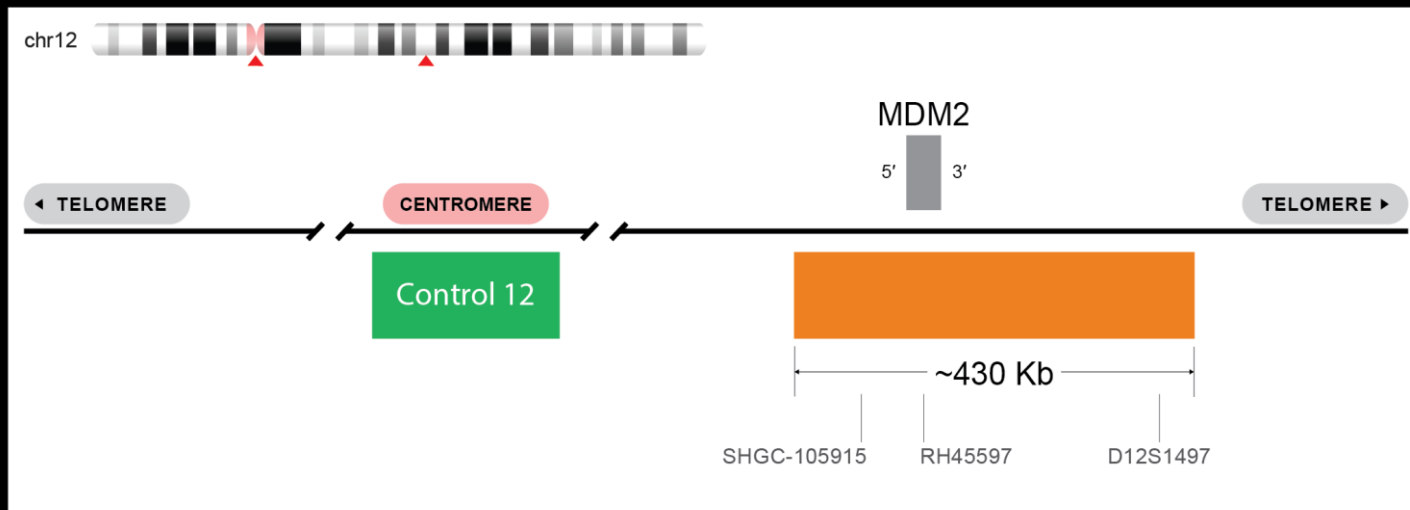 chr12
MDM2
5′ 3′
◄ TELOMERE
CENTROMERE
TELOMERE ►
Control 12
~430 Kb
SHGC-105915
RH45597
D12S1497